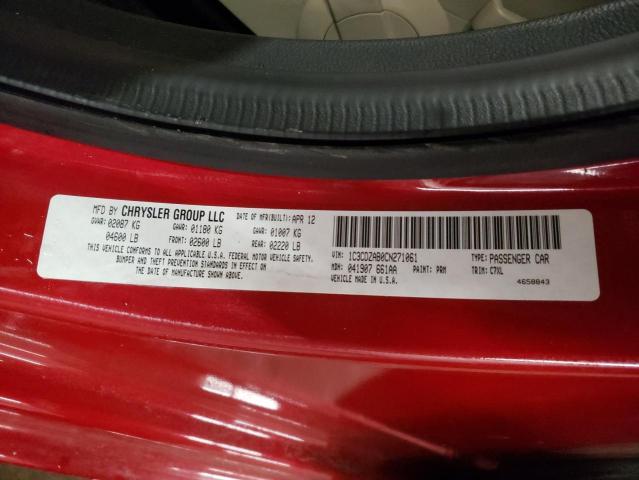 MFD BY CHRYSLER GROUP LLC DATE OF MFR(BUILT): APR 12
GVWR: 02087 KG GAWR: 01180 KG GAWR: 01007 KG
04600 LB FRONT: 02600 LB REAR: 02220 LB
THIS VEHICLE CONFORMS TO ALL APPLICABLE U.S.A. FEDERAL MOTOR VEHICLE SAFETY,
BUMPER AND THEFT PREVENTION STANDARDS IN EFFECT ON
THE DATE OF MANUFACTURE SHOWN ABOVE.
VIN: 1C3CDZAB0CN271061 TYPE: PASSENGER CAR
MDH: 041907 661AA PAINT: PRM TRIM: C7XL
VEHICLE MADE IN U.S.A. 4658843